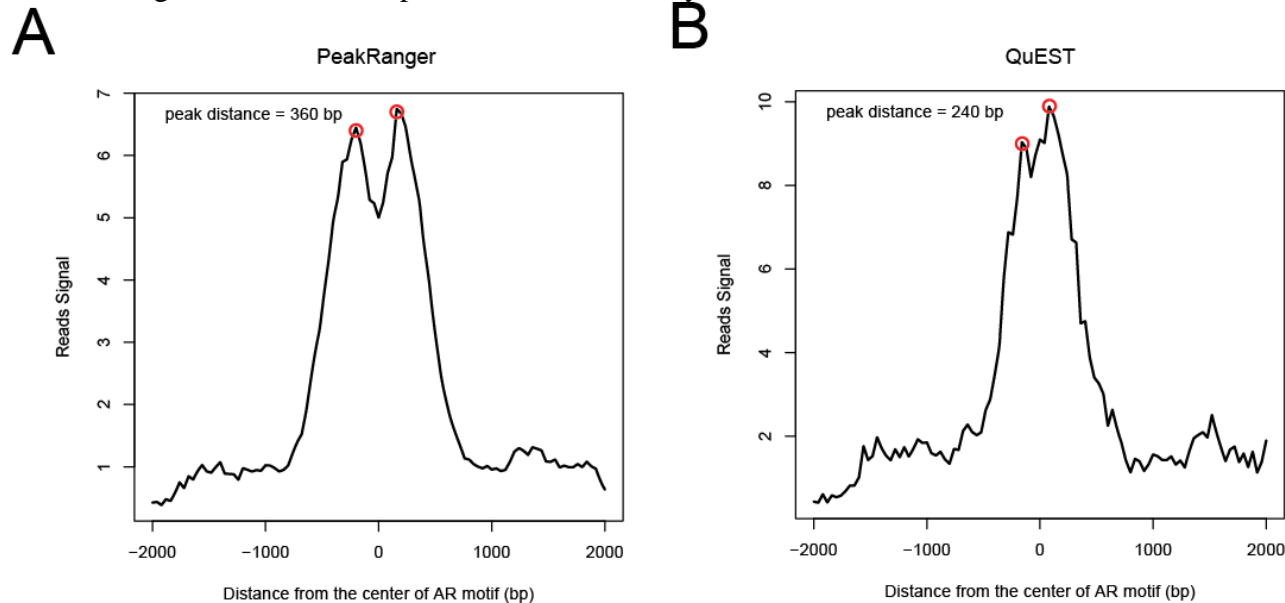 A
PeakRanger
peak distance = 360 bp
7
6
5
4
3
2
1
Reads Signal
−2000 −1000 0 1000 2000
Distance from the center of AR motif (bp)
B
QuEST
peak distance = 240 bp
10
8
6
4
2
Reads Signal
−2000 −1000 0 1000 2000
Distance from the center of AR motif (bp)